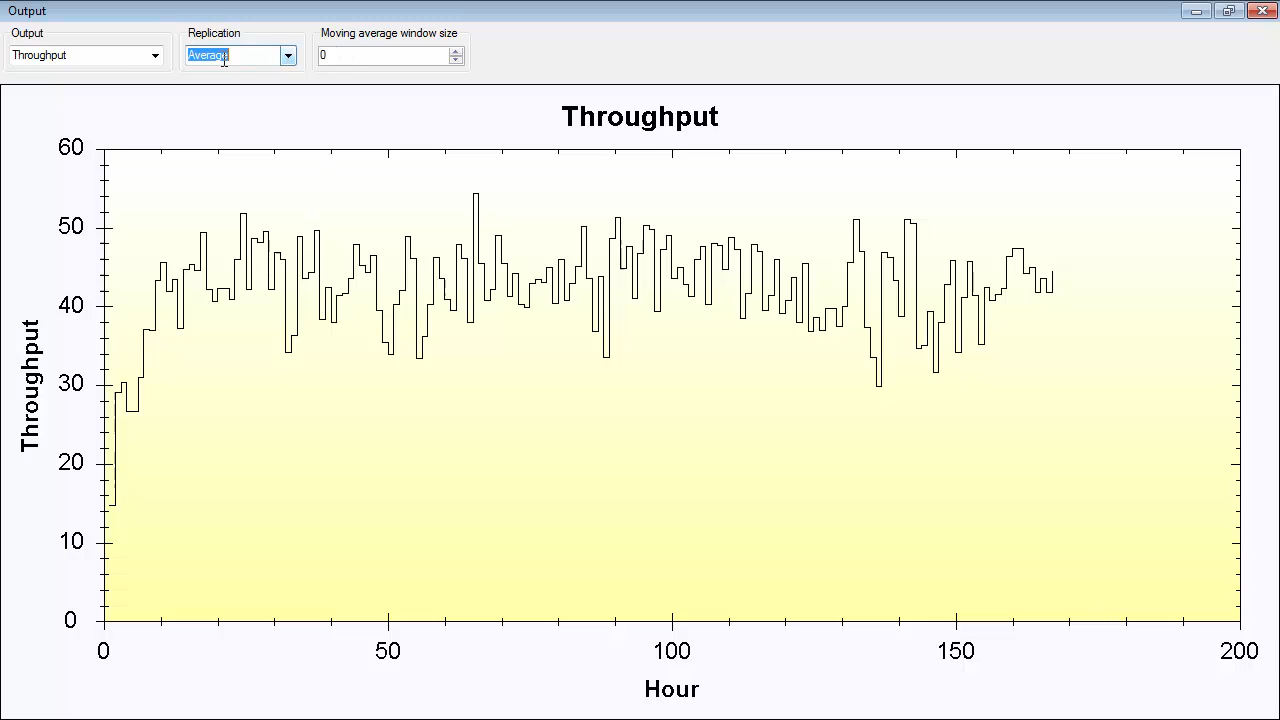 Output
Output
Replication
Moving average window size
Throughput
Average
0
Throughput
60
50
40
30
20
10
0
Throughput
0
50
100
150
200
Hour